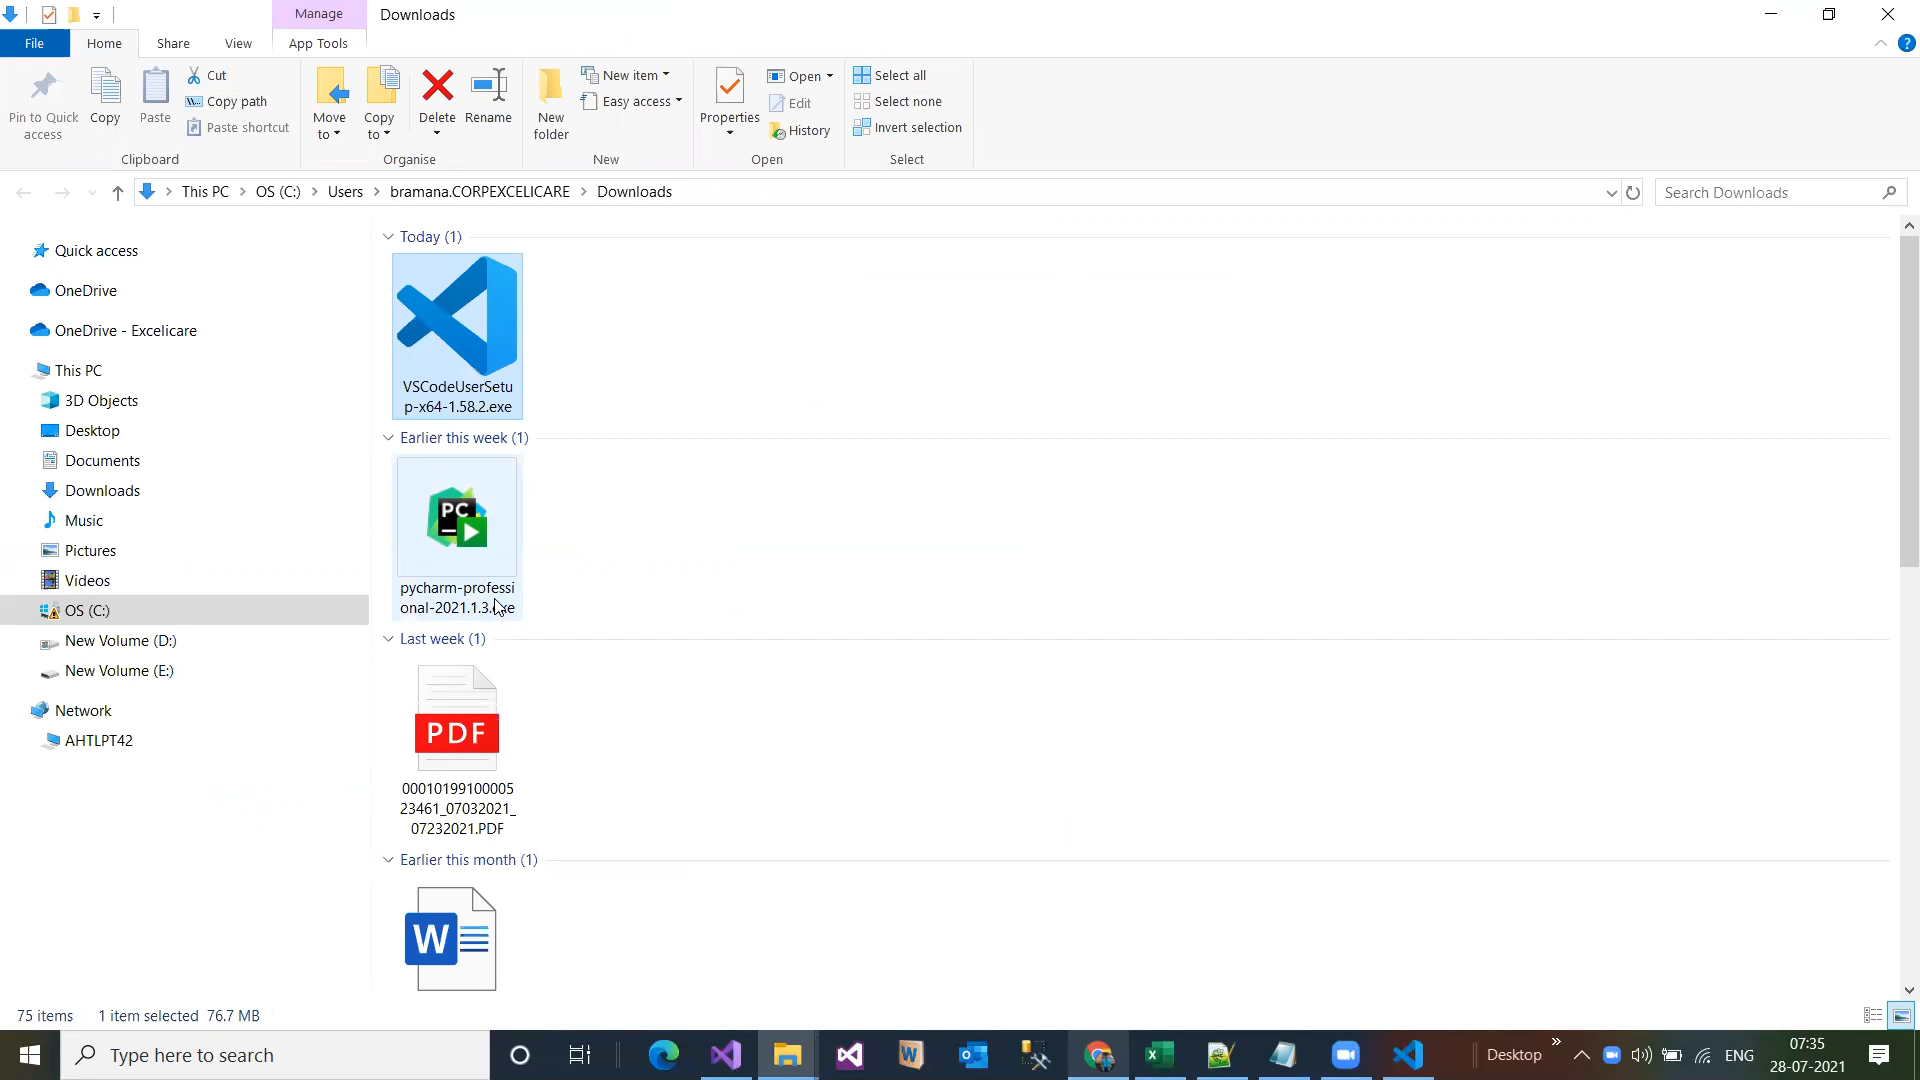 Manage
Downloads
File
Home
Share
View
App Tools
Pin to Quick access
Copy
Paste
Cut
Copy path
Paste shortcut
Clipboard
Move to
Copy to
Delete
Rename
Organise
New folder
New item
Easy access
New
Properties
Open
Edit
History
Open
Select all
Select none
Invert selection
Select
This PC
OS (C:)
Users
bramana.CORPEXCELICARE
Downloads
Search Downloads
Quick access
OneDrive
OneDrive - Excelicare
This PC
3D Objects
Desktop
Documents
Downloads
Music
Pictures
Videos
OS (C:)
New Volume (D:)
New Volume (E:)
Network
AHTLPT42
Today (1)
VSCodeUserSetu
p-x64-1.58.2.exe
Earlier this week (1)
PC
pycharm-professi
onal-2021.1.3.exe
Last week (1)
PDF
00010199100005
23461_07032021_
07232021.PDF
Earlier this month (1)
W
75 items
1 item selected 76.7 MB
Type here to search
Desktop
ENG
07:35
28-07-2021